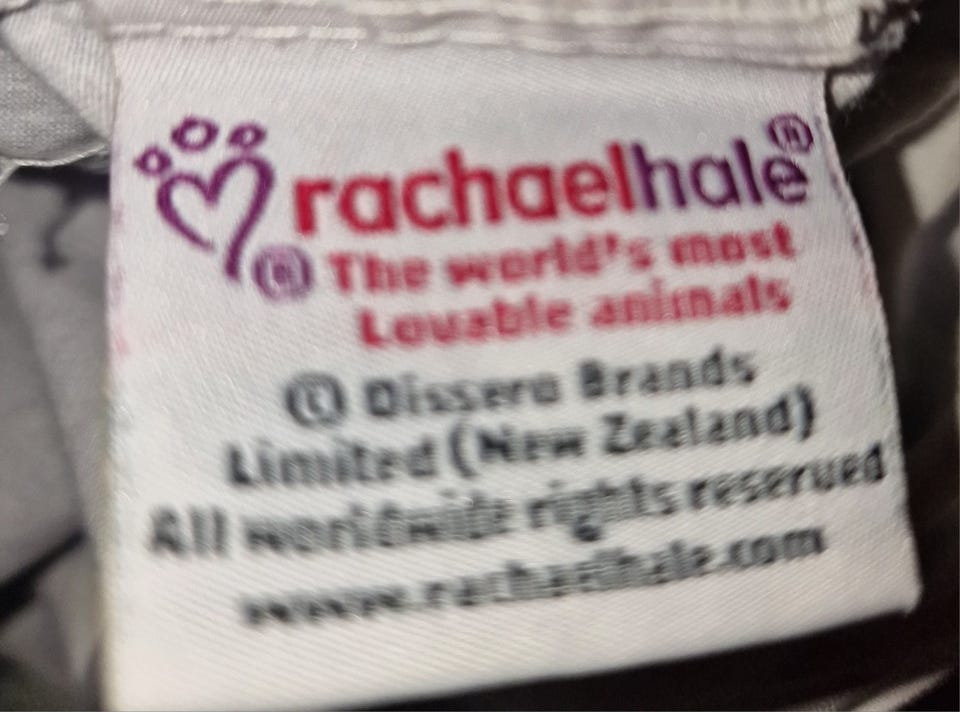 rachaelhale®
® The world's most
Lovable animals
© Dissero Brands
Limited (New Zealand)
All worldwide rights reserved
www.rachaelhale.com